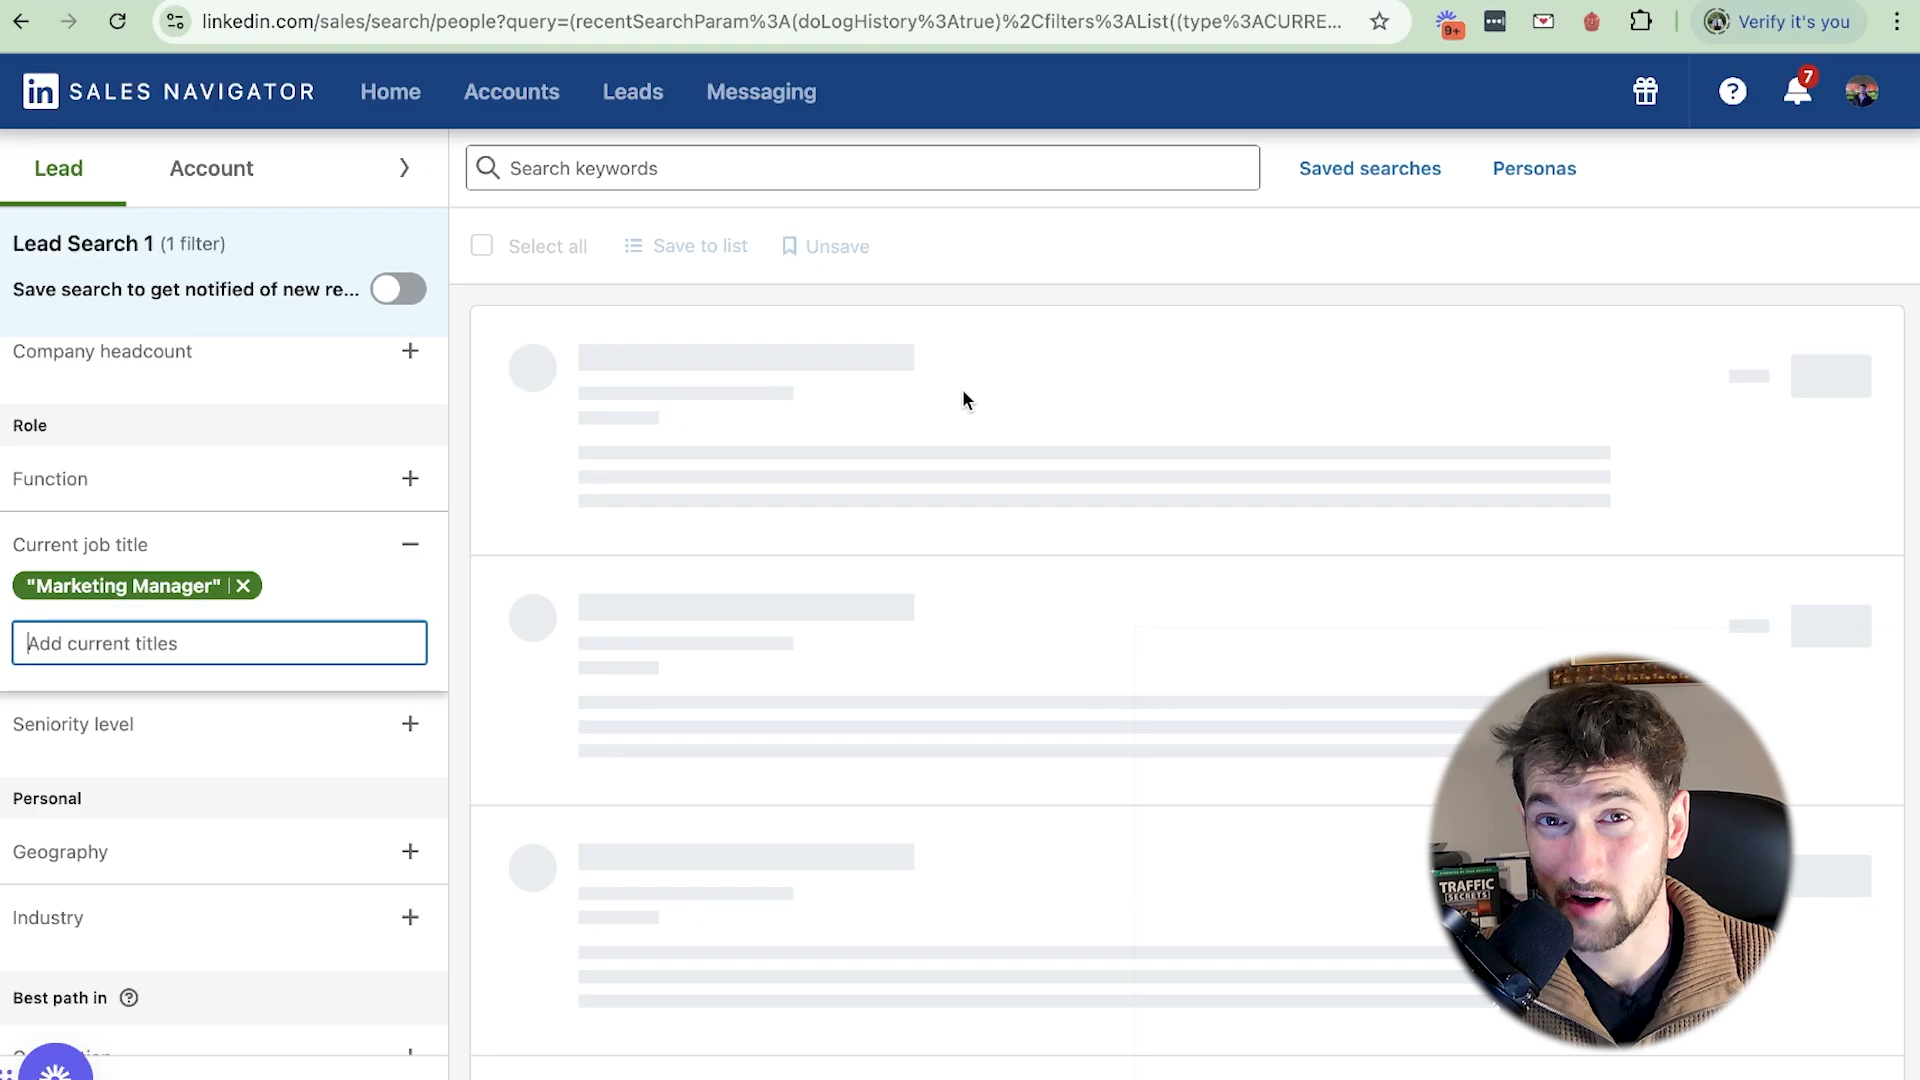 linkedin.com/sales/search/people?query=(recentSearchParam%3A(doLogHistory%3Atrue)%2Cfilters%3AList((type%3ACURRE...
9+
Verify it's you
in SALES NAVIGATOR
Home
Accounts
Leads
Messaging
7
Lead
Account
Search keywords
Saved searches
Personas
Lead Search 1 (1 filter)
Save search to get notified of new re...
Select all
Save to list
Unsave
Company headcount
Role
Function
Current job title
"Marketing Manager"
Add current titles
Seniority level
Personal
Geography
Industry
Best path in
TRAFFIC
SECRETS